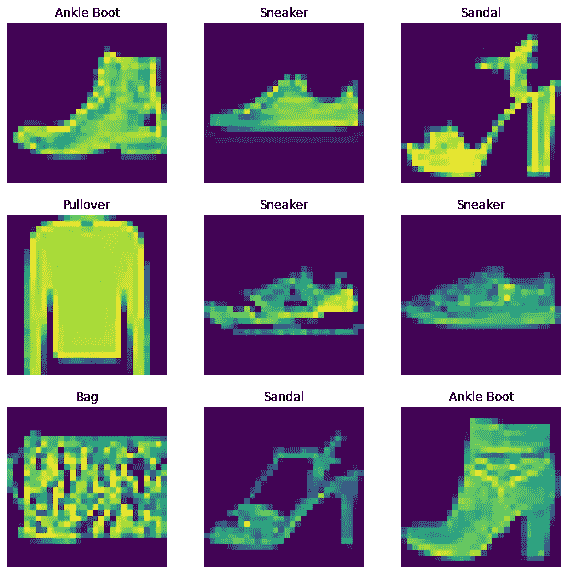 Ankle Boot
Sneaker
Sandal
Pullover
Sneaker
Sneaker
Bag
Sandal
Ankle Boot